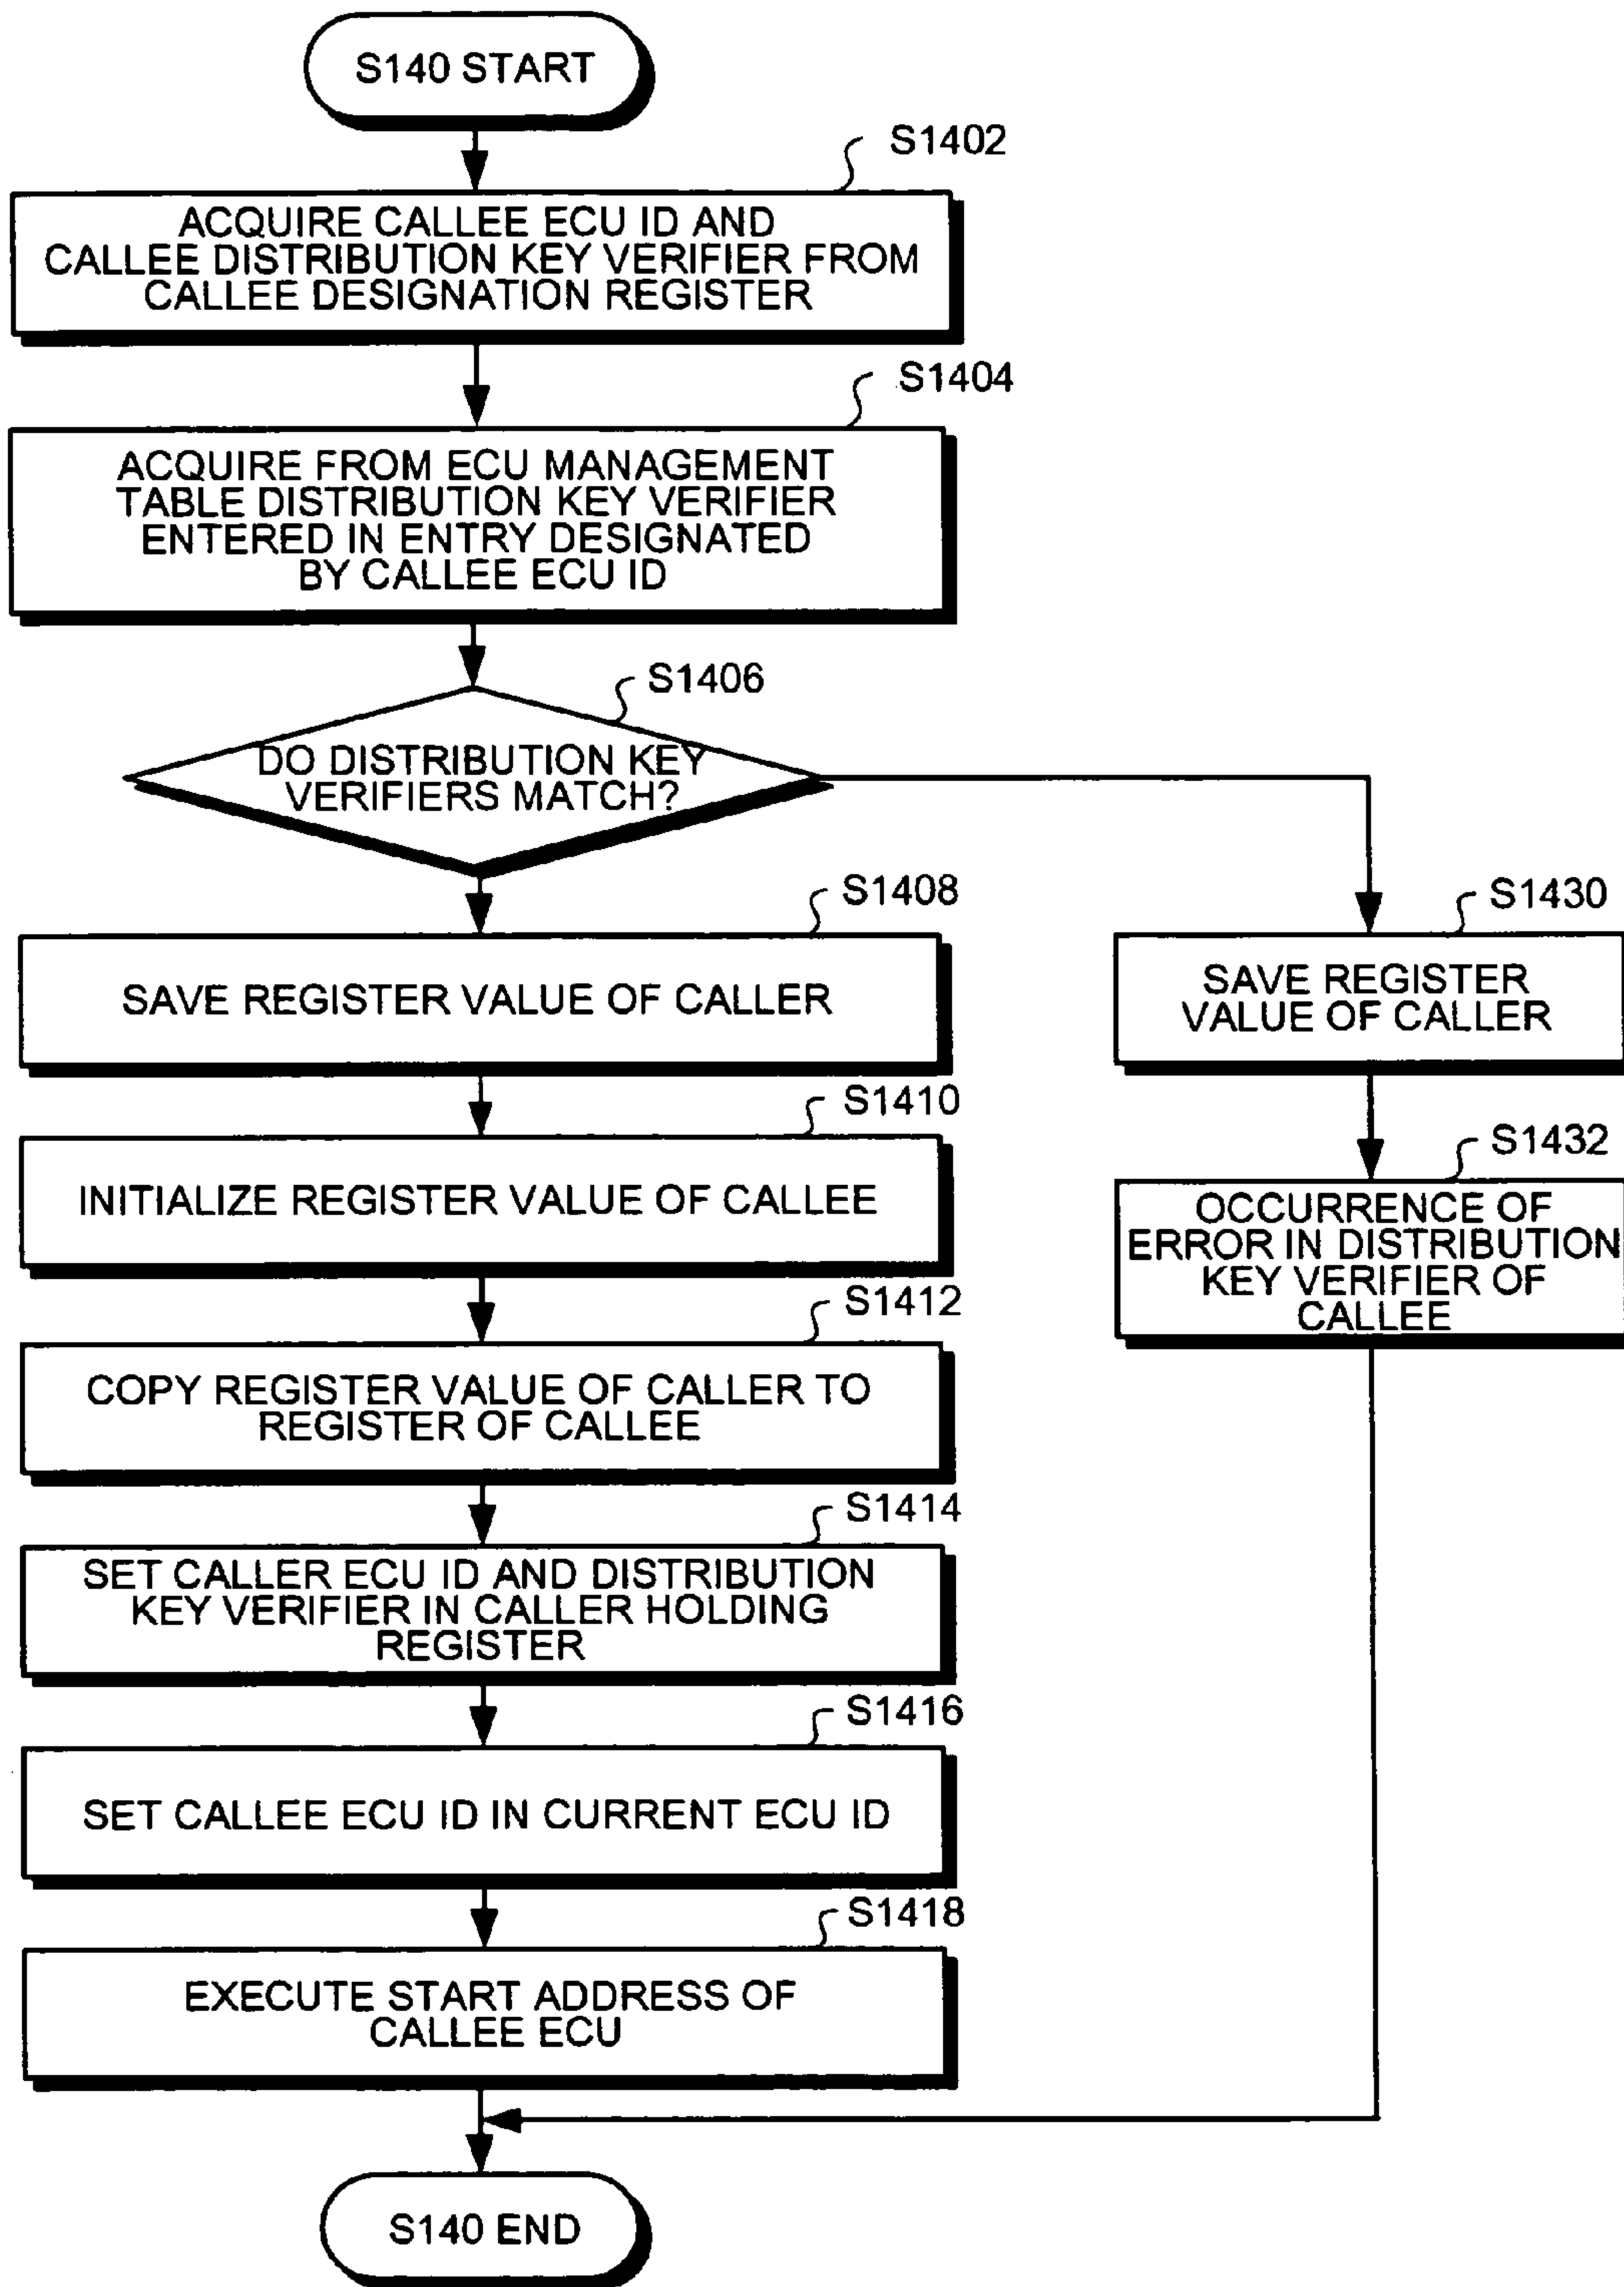 S140 START
S1402
ACQUIRE CALLEE ECU ID AND
CALLEE DISTRIBUTION KEY VERIFIER FROM
CALLEE DESIGNATION REGISTER
S1404
ACQUIRE FROM ECU MANAGEMENT
TABLE DISTRIBUTION KEY VERIFIER
ENTERED IN ENTRY DESIGNATED
BY CALLEE ECU ID
S1406
DO DISTRIBUTION KEY
VERIFIERS MATCH?
S1408
SAVE REGISTER VALUE OF CALLER
S1430
SAVE REGISTER
VALUE OF CALLER
S1410
INITIALIZE REGISTER VALUE OF CALLEE
S1432
OCCURRENCE OF
ERROR IN DISTRIBUTION
KEY VERIFIER OF
CALLEE
S1412
COPY REGISTER VALUE OF CALLER TO
REGISTER OF CALLEE
S1414
SET CALLER ECU ID AND DISTRIBUTION
KEY VERIFIER IN CALLER HOLDING
REGISTER
S1416
SET CALLEE ECU ID IN CURRENT ECU ID
S1418
EXECUTE START ADDRESS OF
CALLEE ECU
S140 END